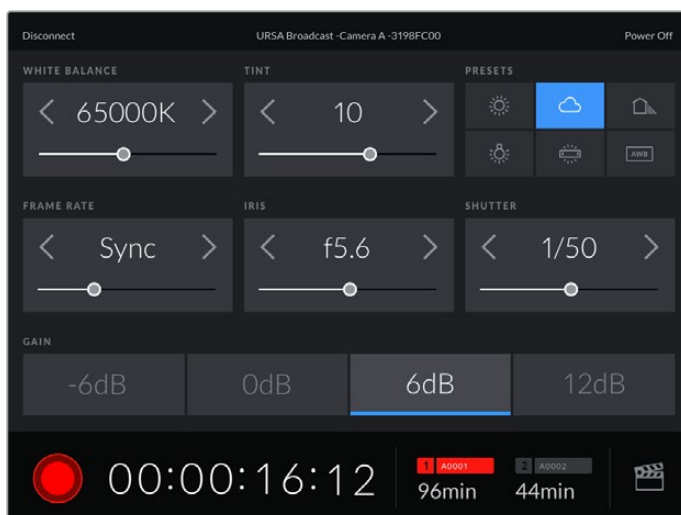 Disconnect URSA Broadcast -Camera A -3198FC00 Power Off
WHITE BALANCE TINT PRESETS
65000K 10
AWB
FRAME RATE IRIS SHUTTER
Sync f5.6 1/50
GAIN
-6dB 0dB 6dB 12dB
00:00:16:12 1 A0001 2 A0002
96min 44min